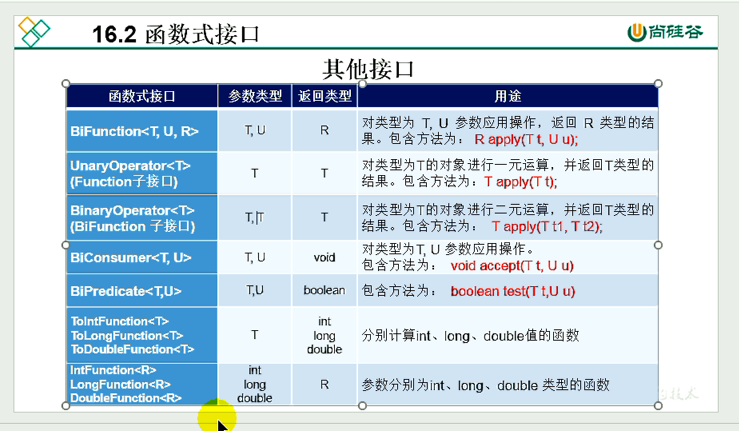 16.2 函数式接口
尚硅谷
其他接口
函数式接口 参数类型 返回类型 用途
BiFunction<T, U, R> T, U R 对类型为 T, U 参数应用操作，返回 R 类型的结
果。包含方法为： R apply(T t, U u);
UnaryOperator<T>
(Function子接口) T T 对类型为T的对象进行一元运算，并返回T类型的
结果。包含方法为：T apply(T t);
BinaryOperator<T>
(BiFunction 子接口) T,T T 对类型为T的对象进行二元运算，并返回T类型的
结果。包含方法为： T apply(T t1, T t2);
BiConsumer<T, U> T, U void 对类型为T, U 参数应用操作。
包含方法为： void accept(T t, U u)
BiPredicate<T,U> T,U boolean 包含方法为： boolean test(T t,U u)
ToIntFunction<T> int
ToLongFunction<T> T long 分别计算int、long、double值的函数
ToDoubleFunction<T> double
IntFunction<R> int
LongFunction<R> long R 参数分别为int、long、double 类型的函数
DoubleFunction<R> double